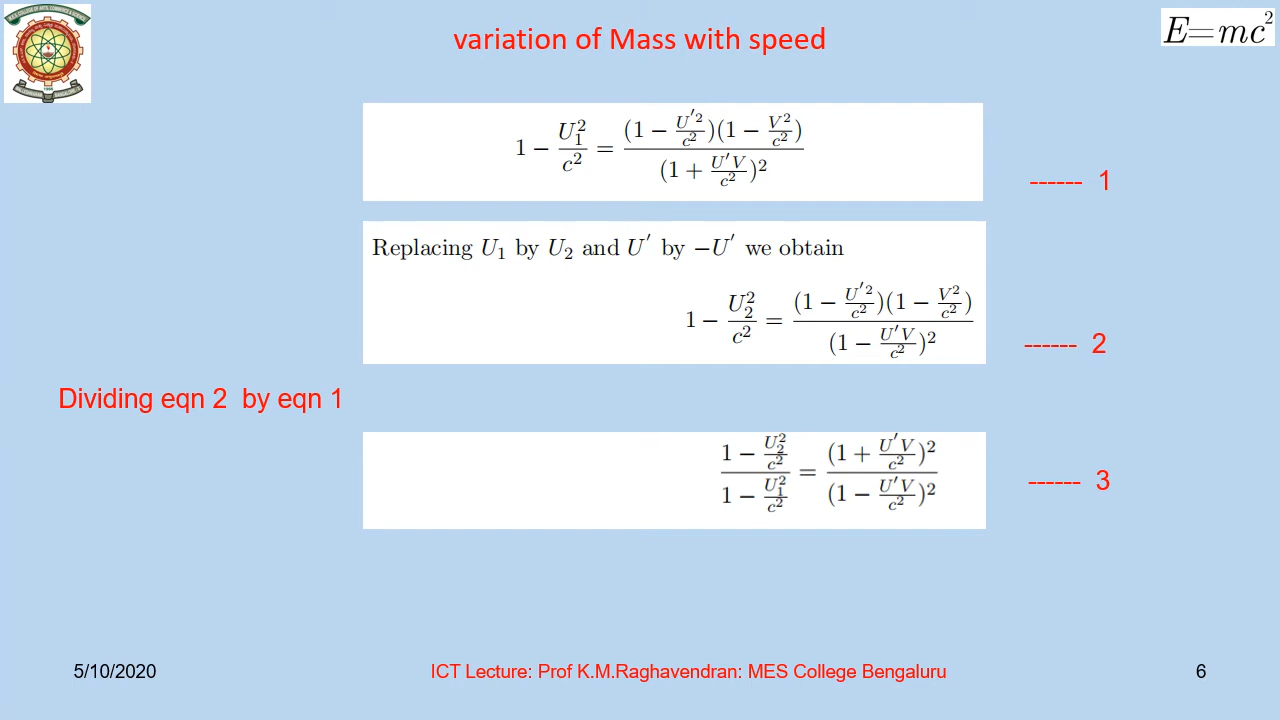 variation of Mass with speed
E=mc²
1 − U₁²/c² = (1 − U′²/c²)(1 − V²/c²) / (1 + U′V/c²)²
------ 1
Replacing U₁ by U₂ and U′ by −U′ we obtain
1 − U₂²/c² = (1 − U′²/c²)(1 − V²/c²) / (1 − U′V/c²)²
------ 2
Dividing eqn 2 by eqn 1
(1 − U₂²/c²) / (1 − U₁²/c²) = (1 + U′V/c²)² / (1 − U′V/c²)²
------ 3
5/10/2020
ICT Lecture: Prof K.M.Raghavendran: MES College Bengaluru
6